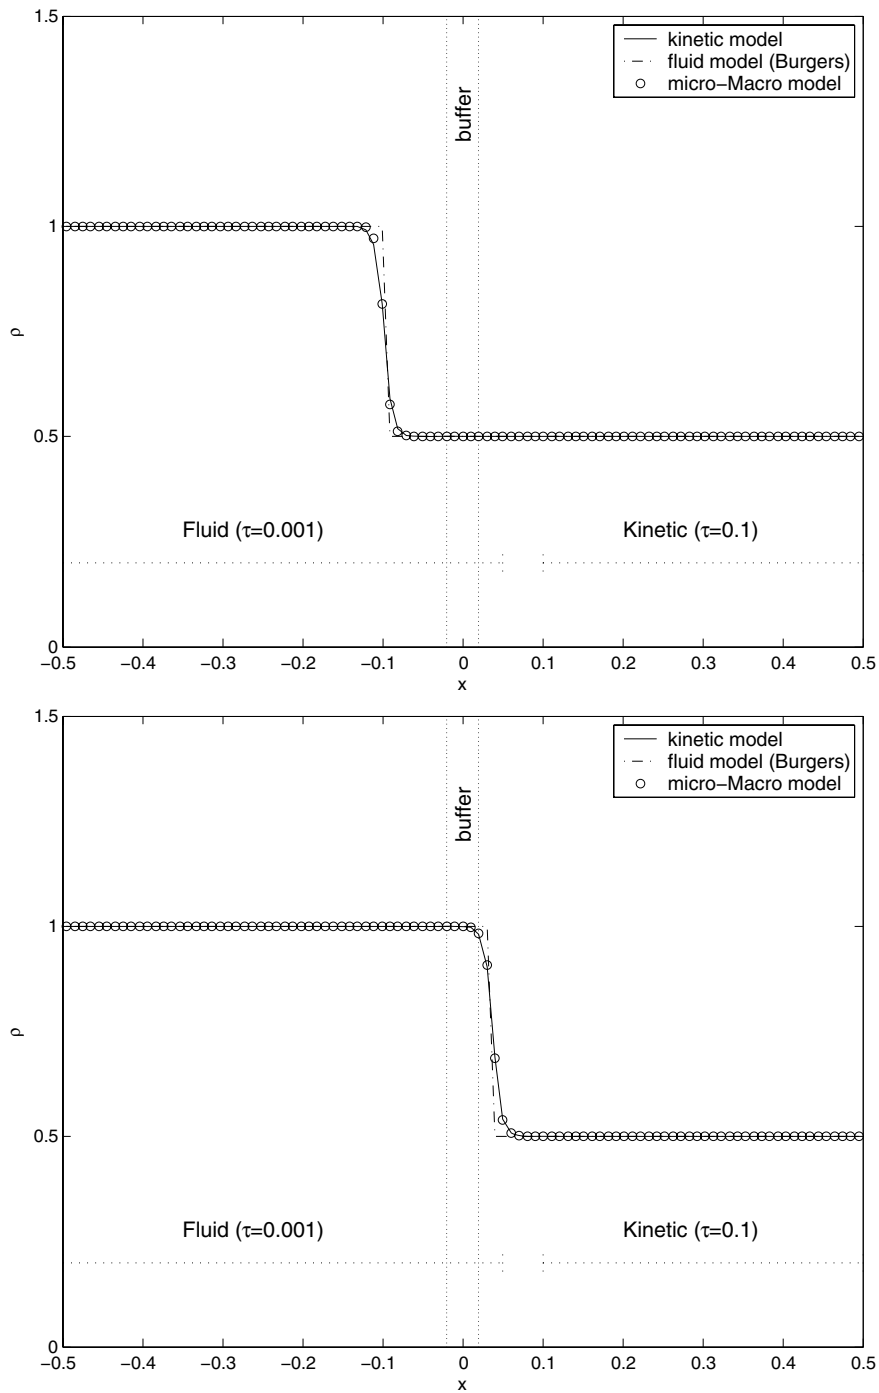 1.5
kinetic model
fluid model (Burgers)
micro−Macro model
buffer
1
ρ
0.5
Fluid (τ=0.001)
Kinetic (τ=0.1)
0
−0.5
−0.4
−0.3
−0.2
−0.1
0
0.1
0.2
0.3
0.4
0.5
x
1.5
kinetic model
fluid model (Burgers)
micro−Macro model
buffer
1
ρ
0.5
Fluid (τ=0.001)
Kinetic (τ=0.1)
0
−0.5
−0.4
−0.3
−0.2
−0.1
0
0.1
0.2
0.3
0.4
0.5
x